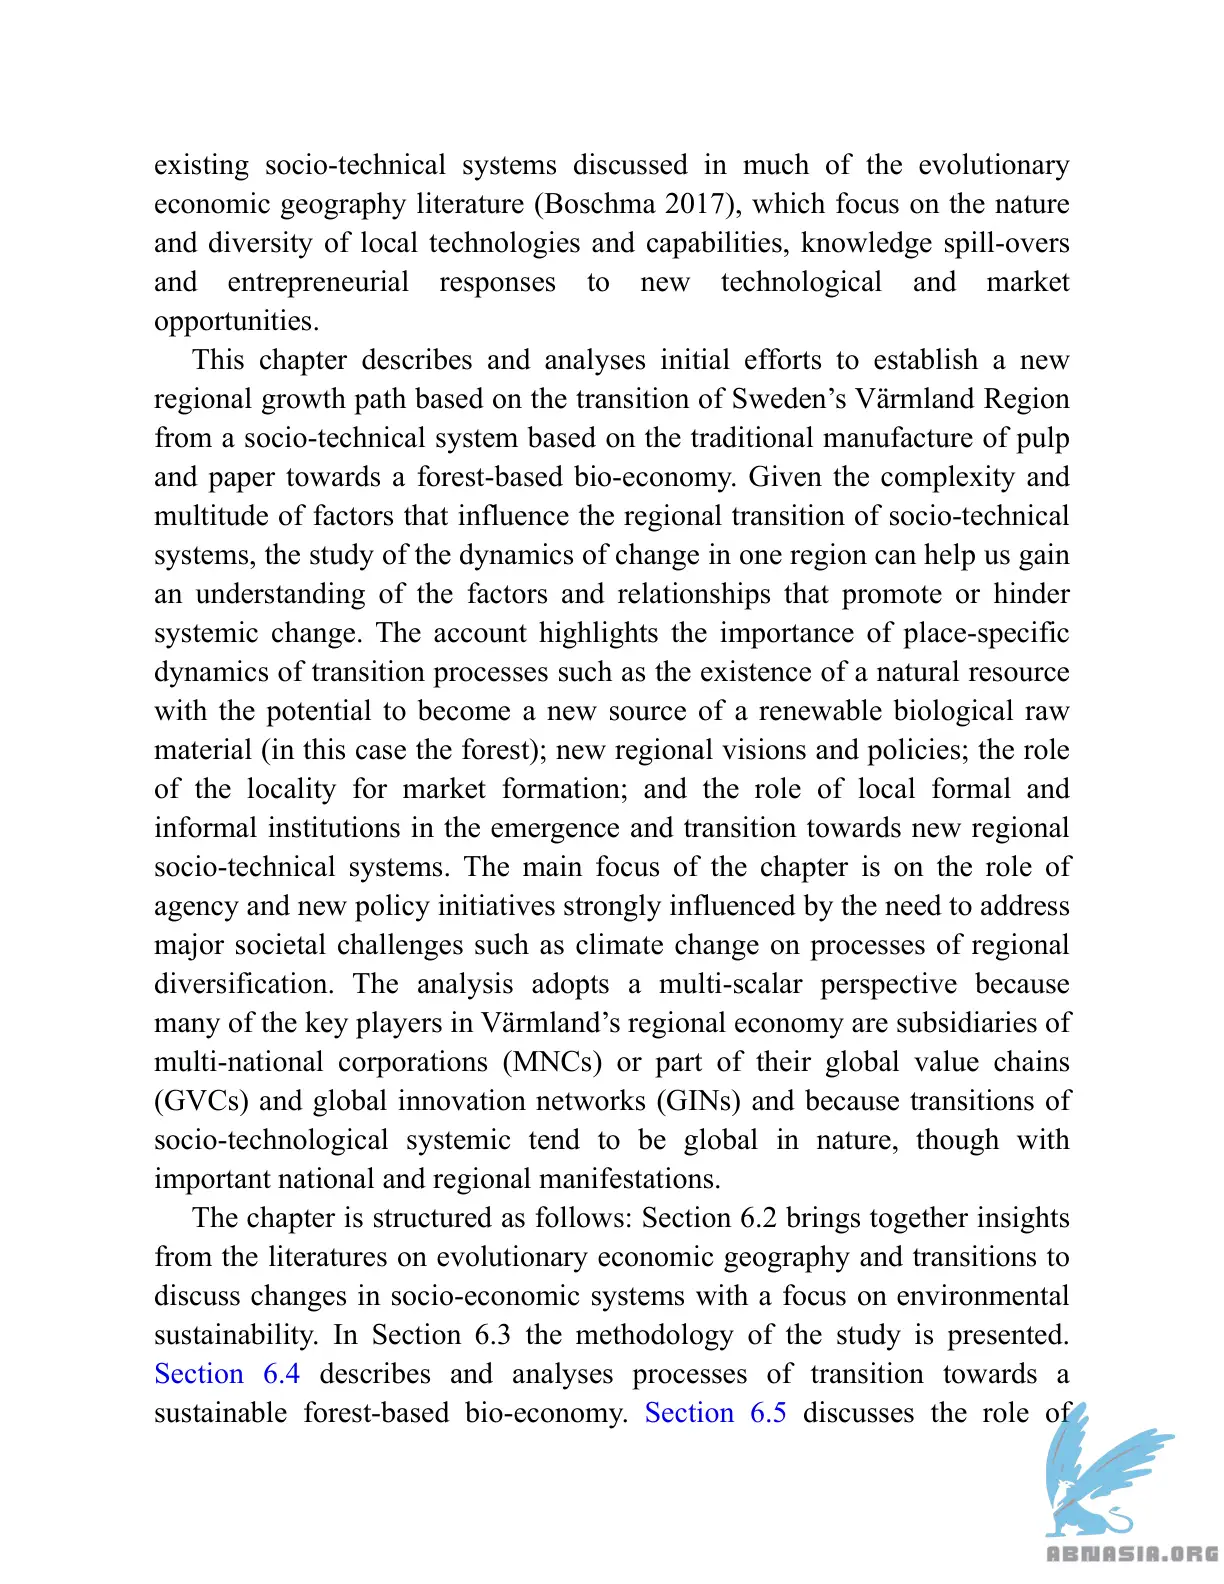 existing socio-technical systems discussed in much of the evolutionary
economic geography literature (Boschma 2017), which focus on the nature
and diversity of local technologies and capabilities, knowledge spill-overs
and entrepreneurial responses to new technological and market
opportunities.
This chapter describes and analyses initial efforts to establish a new
regional growth path based on the transition of Sweden’s Värmland Region
from a socio-technical system based on the traditional manufacture of pulp
and paper towards a forest-based bio-economy. Given the complexity and
multitude of factors that influence the regional transition of socio-technical
systems, the study of the dynamics of change in one region can help us gain
an understanding of the factors and relationships that promote or hinder
systemic change. The account highlights the importance of place-specific
dynamics of transition processes such as the existence of a natural resource
with the potential to become a new source of a renewable biological raw
material (in this case the forest); new regional visions and policies; the role
of the locality for market formation; and the role of local formal and
informal institutions in the emergence and transition towards new regional
socio-technical systems. The main focus of the chapter is on the role of
agency and new policy initiatives strongly influenced by the need to address
major societal challenges such as climate change on processes of regional
diversification. The analysis adopts a multi-scalar perspective because
many of the key players in Värmland’s regional economy are subsidiaries of
multi-national corporations (MNCs) or part of their global value chains
(GVCs) and global innovation networks (GINs) and because transitions of
socio-technological systemic tend to be global in nature, though with
important national and regional manifestations.
The chapter is structured as follows: Section 6.2 brings together insights
from the literatures on evolutionary economic geography and transitions to
discuss changes in socio-economic systems with a focus on environmental
sustainability. In Section 6.3 the methodology of the study is presented.
Section 6.4 describes and analyses processes of transition towards a
sustainable forest-based bio-economy. Section 6.5 discusses the role of
ABNASIA.ORG